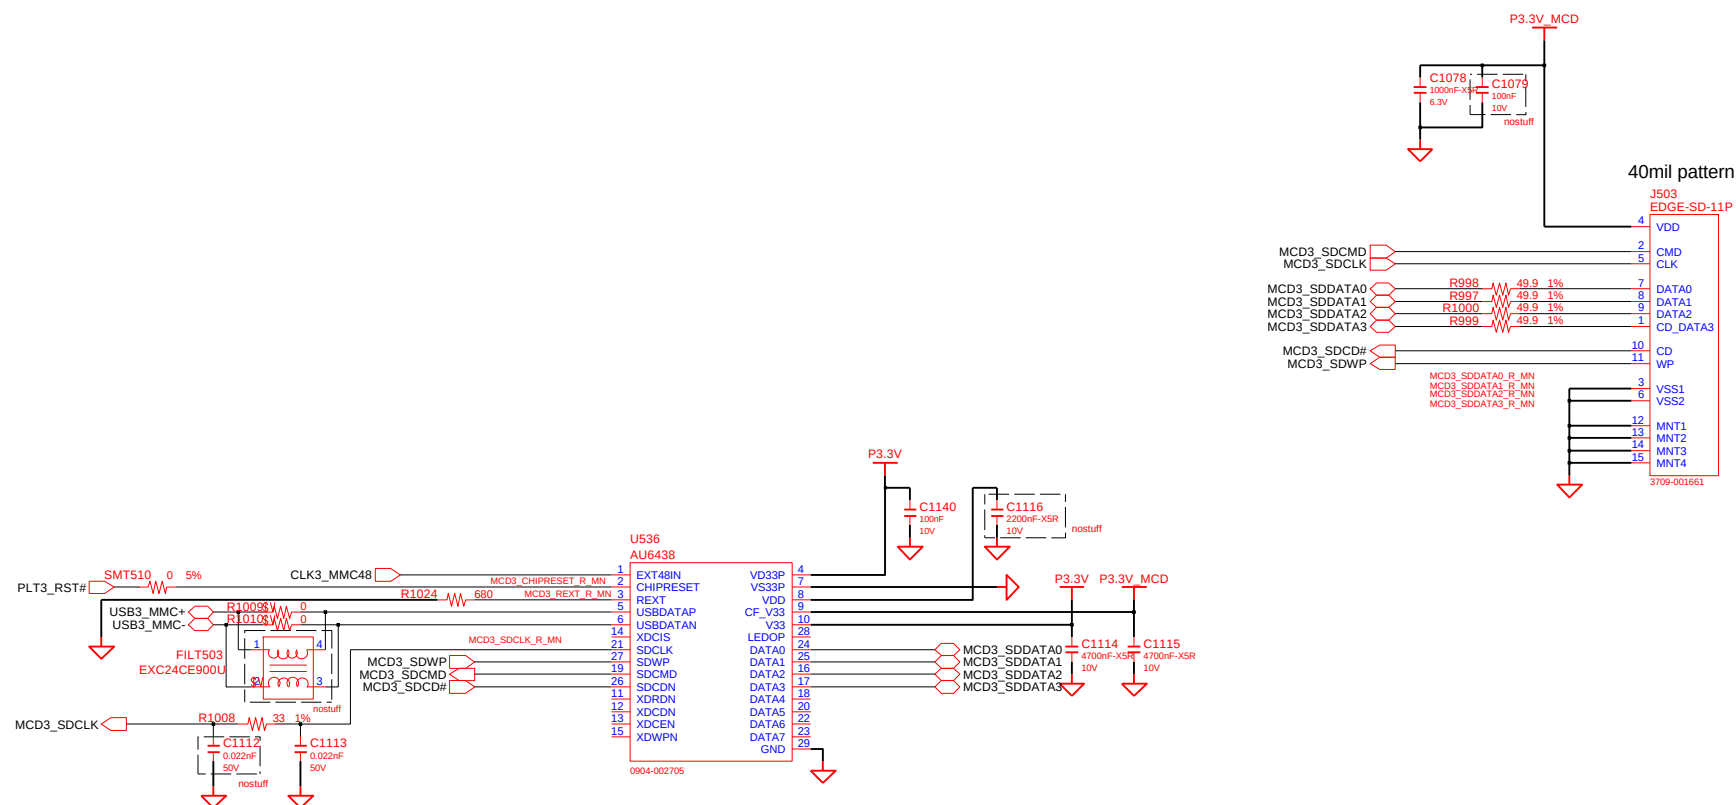 P3.3V_MCD
C1078
1000nF-X5R
6.3V
C1079
100nF
10V
nostuff
40mil pattern
J503
EDGE-SD-11P
4 VDD
MCD3_SDCMD 2 CMD
MCD3_SDCLK 5 CLK
MCD3_SDDATA0 R998 49.9 1% 7 DATA0
MCD3_SDDATA1 R997 49.9 1% 8 DATA1
MCD3_SDDATA2 R1000 49.9 1% 9 DATA2
MCD3_SDDATA3 R999 49.9 1% 1 CD_DATA3
MCD3_SDCD# 10 CD
MCD3_SDWP 11 WP
MCD3_SDDATA0_R_MN
MCD3_SDDATA1_R_MN
MCD3_SDDATA2_R_MN
MCD3_SDDATA3_R_MN
3 VSS1
6 VSS2
12 MNT1
13 MNT2
14 MNT3
15 MNT4
3709-001661
P3.3V
C1140
100nF
10V
C1116
2200nF-X5R
10V
nostuff
U536
AU6438
CLK3_MMC48 1 EXT48IN
PLT3_RST# SMT510 0 5% MCD3_CHIPRESET_R_MN 2 CHIPRESET
R1024 680 MCD3_REXT_R_MN 3 REXT
USB3_MMC+ R1009 0 5 USBDATAP
USB3_MMC- R1010 0 6 USBDATAN
14 XDCIS
MCD3_SDCLK_R_MN 21 SDCLK
MCD3_SDWP 27 SDWP
MCD3_SDCMD 19 SDCMD
MCD3_SDCD# 26 SDCDN
11 XDRDN
12 XDCDN
13 XDCEN
15 XDWPN
FILT503
EXC24CE900U
1 4
2 3
nostuff
MCD3_SDCLK R1008 33 1%
C1112
0.022nF
50V
nostuff
C1113
0.022nF
50V
VD33P 4
VS33P 7
VDD 8
CF_V33 9
V33 10
LEDOP 28
DATA0 24 MCD3_SDDATA0
DATA1 25 MCD3_SDDATA1
DATA2 16 MCD3_SDDATA2
DATA3 17 MCD3_SDDATA3
DATA4 18
DATA5 20
DATA6 22
DATA7 23
GND 29
0904-002705
P3.3V P3.3V_MCD
C1114
4700nF-X5R
10V
C1115
4700nF-X5R
10V